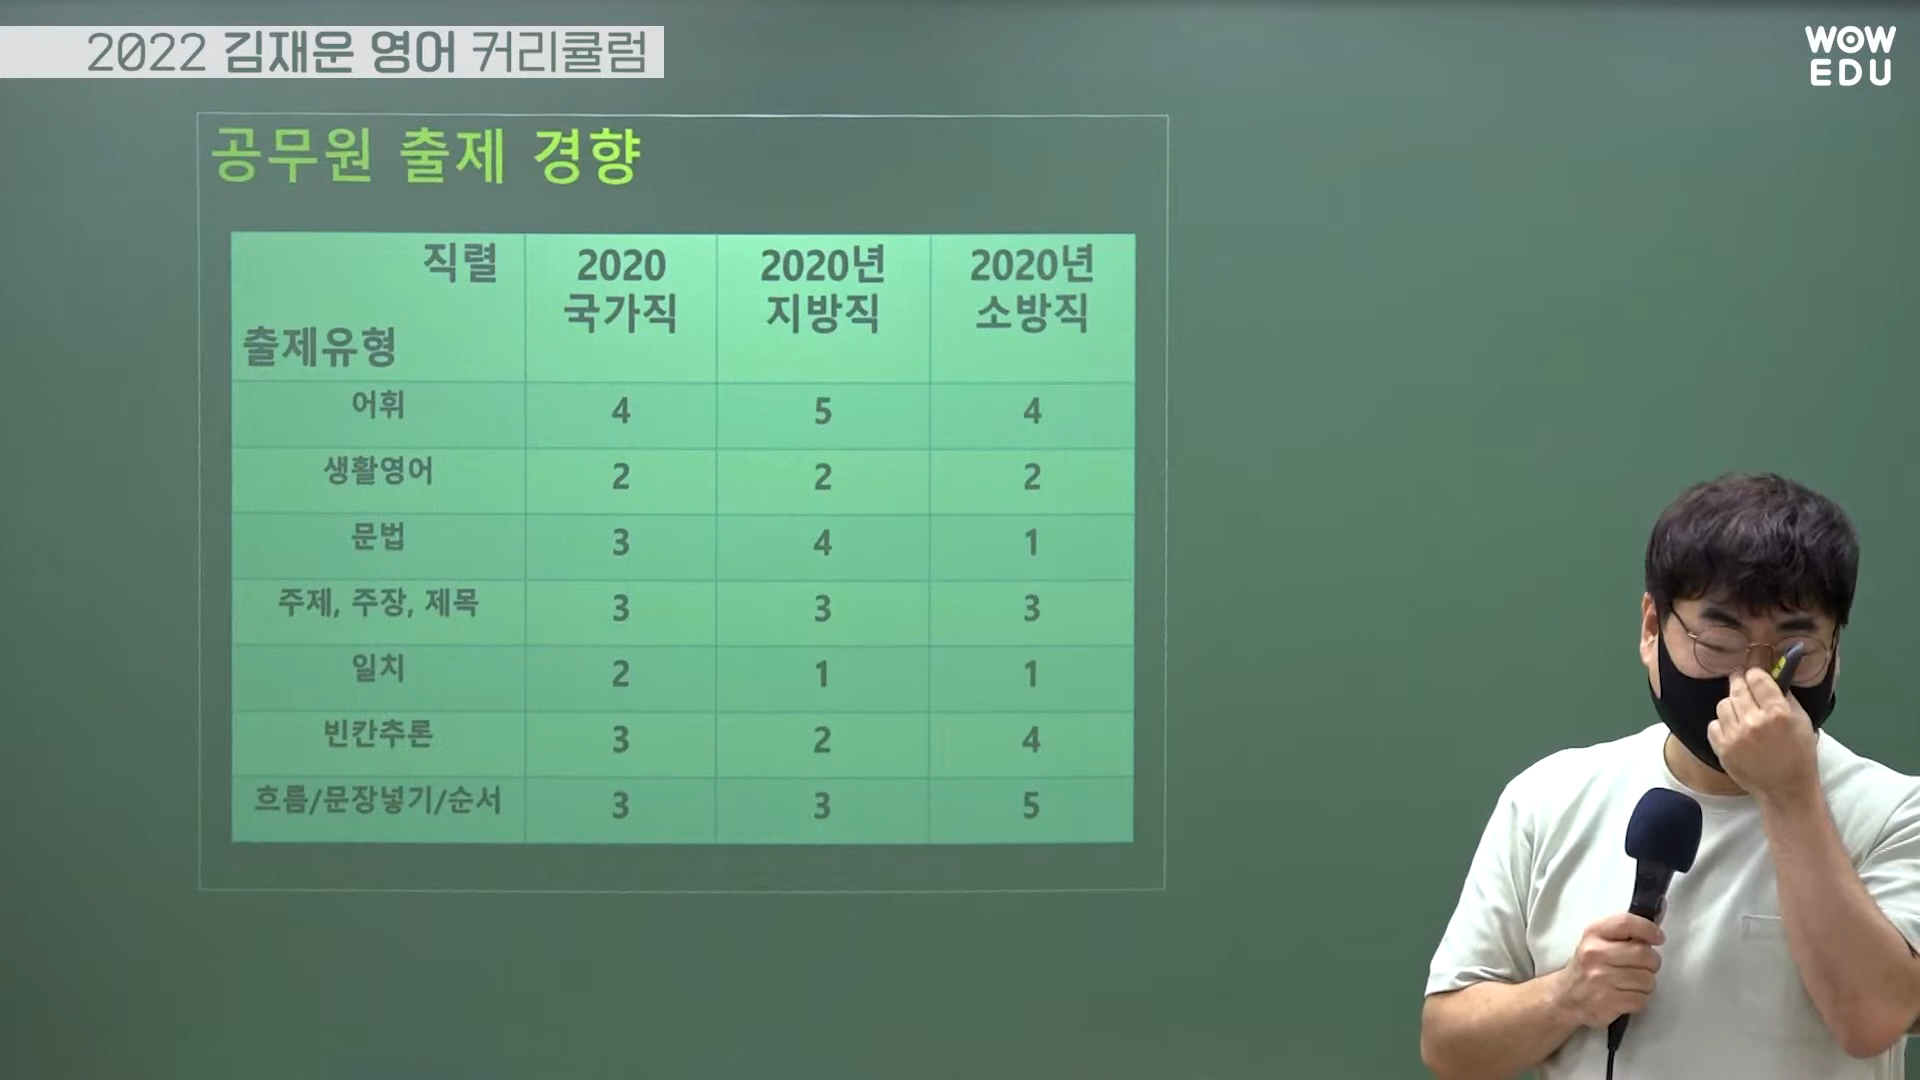 2022 김재운 영어 커리큘럼
WOW
EDU
공무원 출제 경향
직렬
출제유형
2020
국가직
2020년
지방직
2020년
소방직
어휘 4 5 4
생활영어 2 2 2
문법 3 4 1
주제, 주장, 제목 3 3 3
일치 2 1 1
빈칸추론 3 2 4
흐름/문장넣기/순서 3 3 5